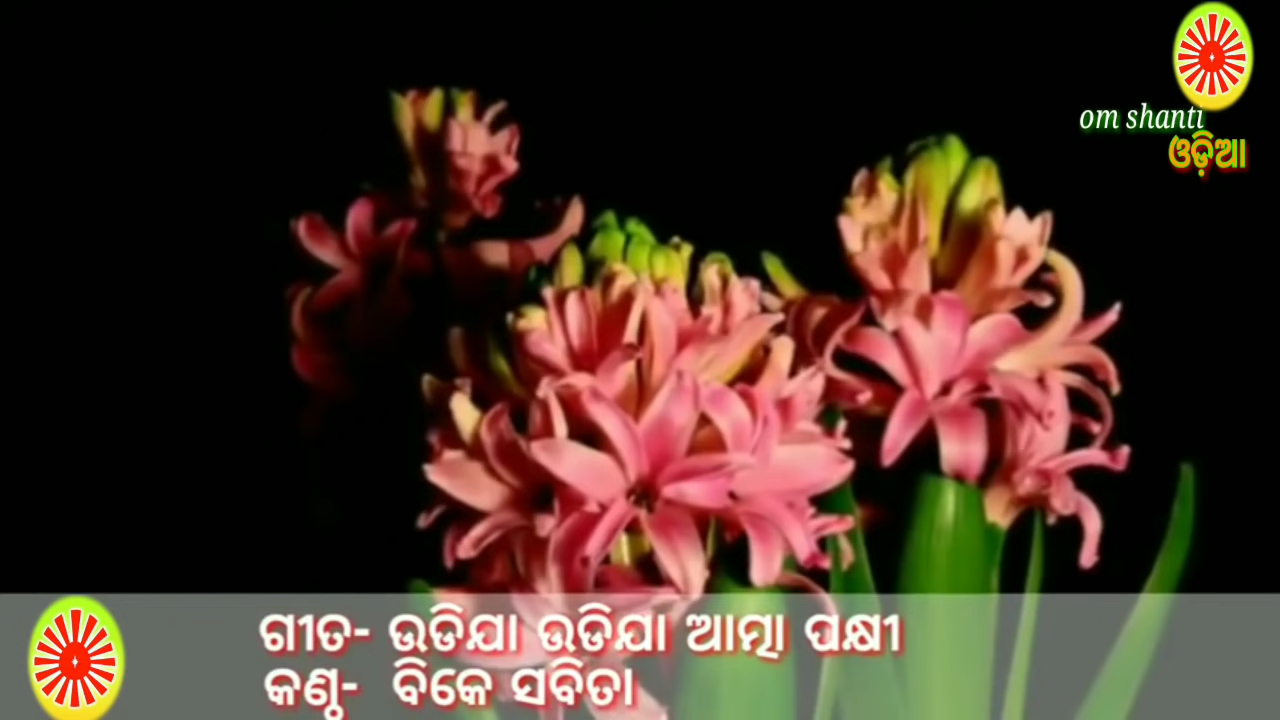 om shanti
ଓଡ଼ିଆ
ଗୀତ- ଉଡିଯା ଉଡିଯା ଆତ୍ମା ପକ୍ଷୀ
କଣ୍ଠ- ବିକେ ସବିତା